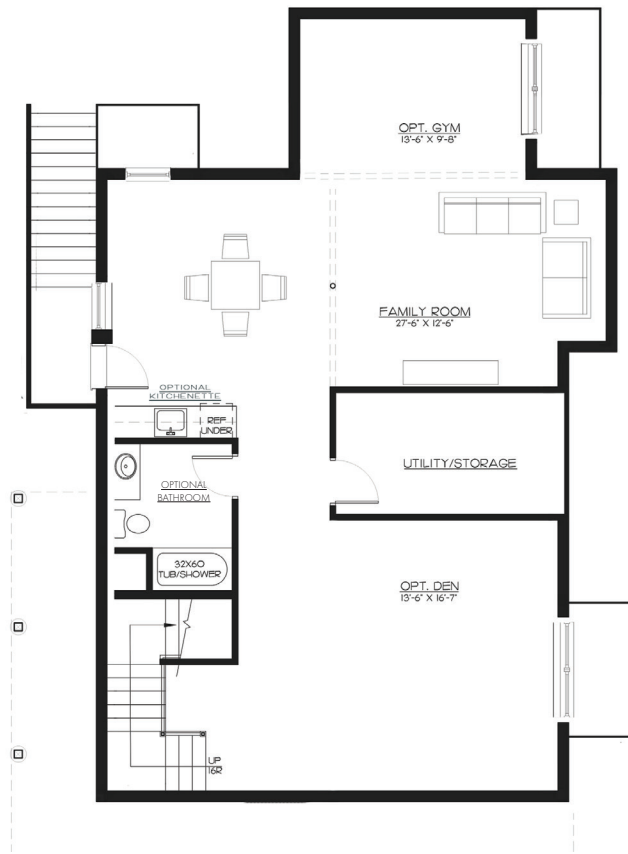 OPT. GYM
13'-6" X 9'-8"
FAMILY ROOM
27'-6" X 12'-6"
OPTIONAL
KITCHENETTE
REF
UNDER
UTILITY/STORAGE
OPTIONAL
BATHROOM
32X60
TUB/SHOWER
OPT. DEN
13'-6" X 16'-7"
UP
16R